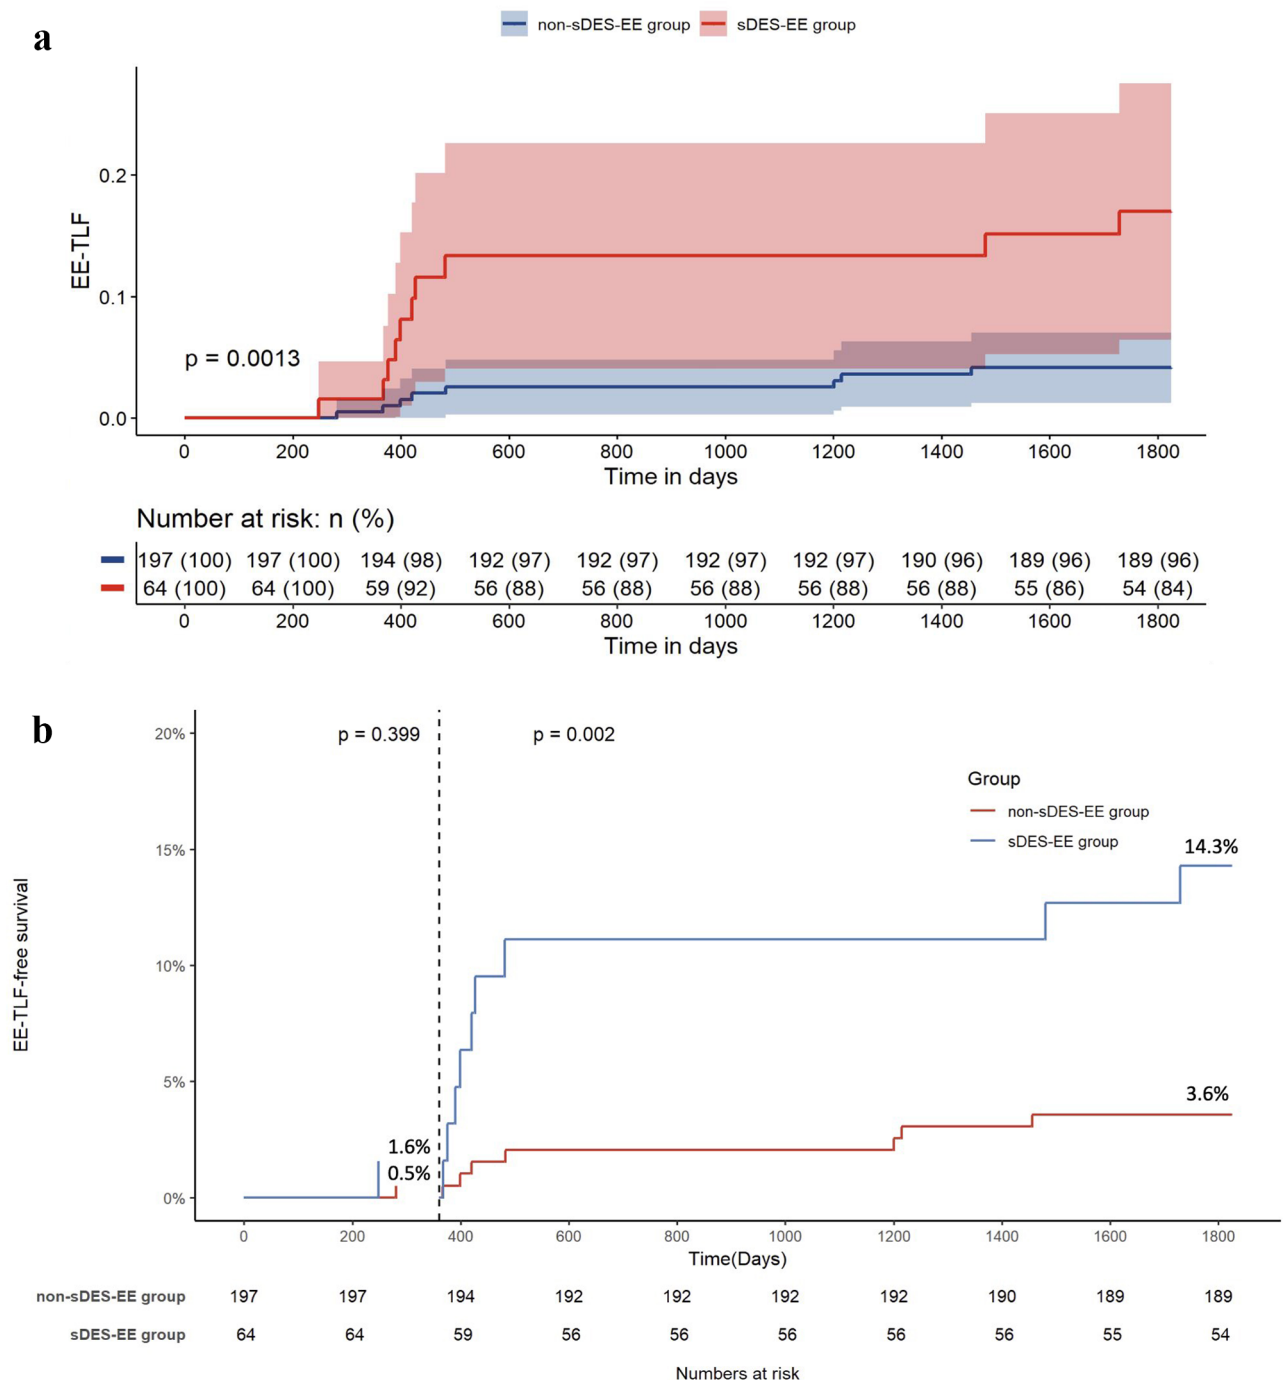 a
non-sDES-EE group sDES-EE group
EE-TLF
0.2
0.1
0.0
p = 0.0013
0 200 400 600 800 1000 1200 1400 1600 1800
Time in days
Number at risk: n (%)
197 (100) 197 (100) 194 (98) 192 (97) 192 (97) 192 (97) 192 (97) 190 (96) 189 (96) 189 (96)
64 (100) 64 (100) 59 (92) 56 (88) 56 (88) 56 (88) 56 (88) 56 (88) 55 (86) 54 (84)
0 200 400 600 800 1000 1200 1400 1600 1800
Time in days
b
EE-TLF-free survival
20%
15%
10%
5%
0%
p = 0.399 p = 0.002
Group
non-sDES-EE group
sDES-EE group
14.3%
3.6%
1.6%
0.5%
0 200 400 600 800 1000 1200 1400 1600 1800
Time(Days)
non-sDES-EE group 197 197 194 192 192 192 192 190 189 189
sDES-EE group 64 64 59 56 56 56 56 56 55 54
Numbers at risk